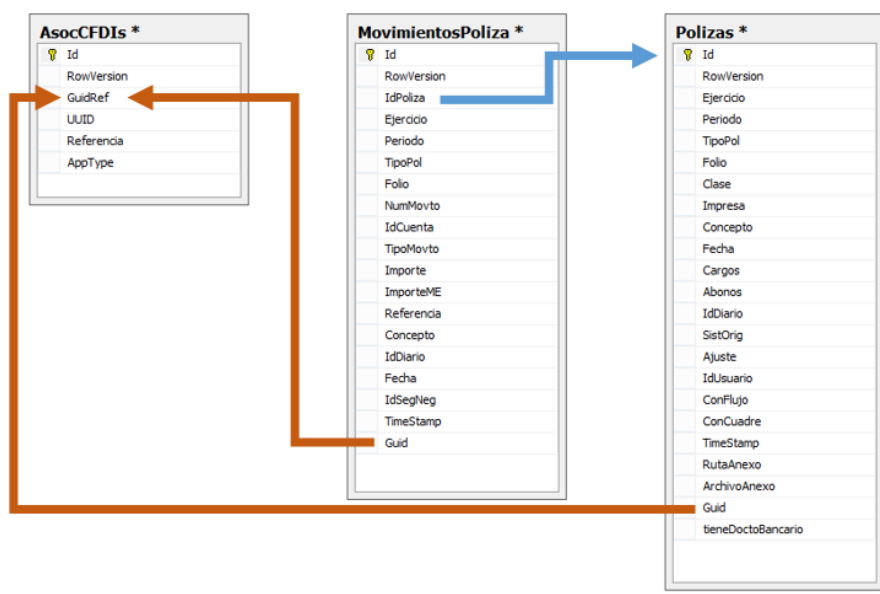 AsocCFDIs *
Id
RowVersion
GuidRef
UUID
Referencia
AppType
MovimientosPoliza *
Id
RowVersion
IdPoliza
Ejercicio
Periodo
TipoPol
Folio
NumMovto
IdCuenta
TipoMovto
Importe
ImporteME
Referencia
Concepto
IdDiario
Fecha
IdSegNeg
TimeStamp
Guid
Polizas *
Id
RowVersion
Ejercicio
Periodo
TipoPol
Folio
Clase
Impresa
Concepto
Fecha
Cargos
Abonos
IdDiario
SistOrig
Ajuste
IdUsuario
ConFlujo
ConCuadre
TimeStamp
RutaAnexo
ArchivoAnexo
Guid
tieneDoctoBancario